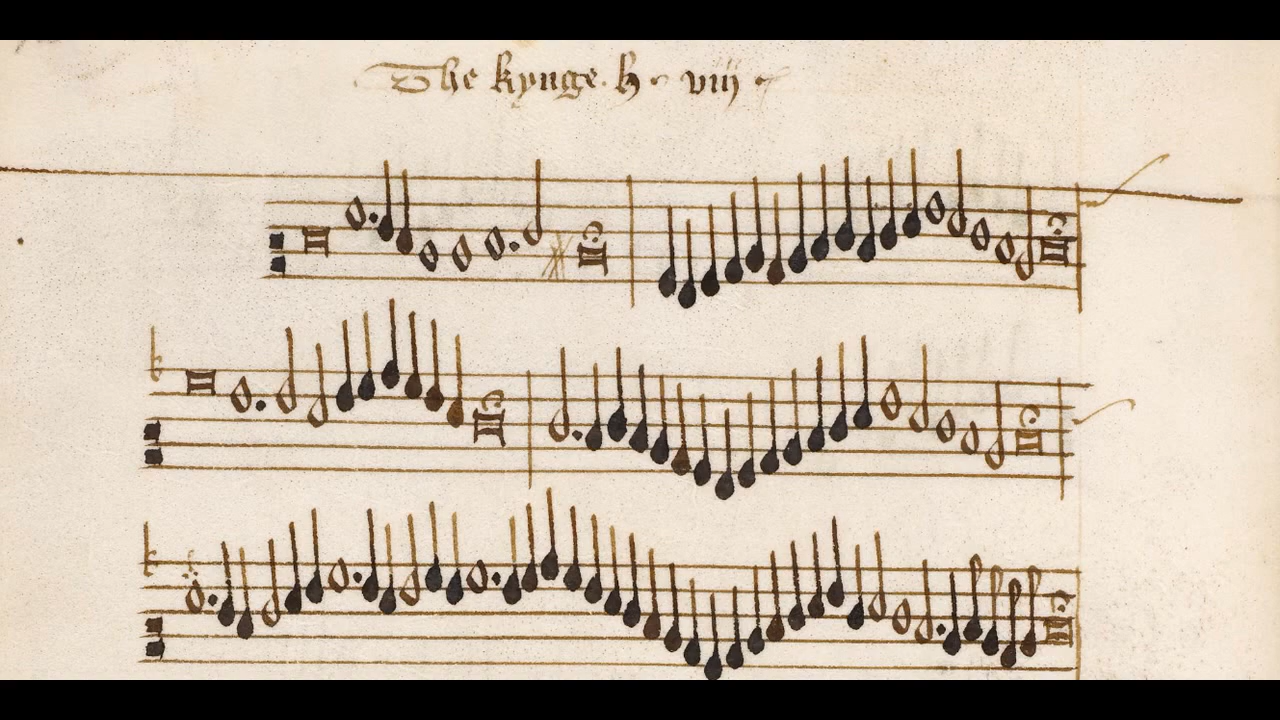 The kynge . h . viij .